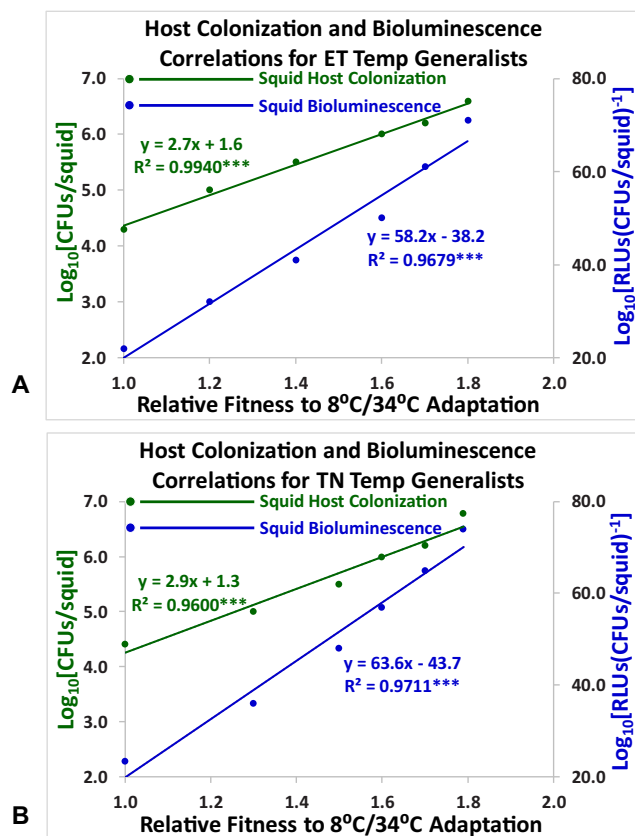 Host Colonization and Bioluminescence
Correlations for ET Temp Generalists
7.0
6.0
5.0
4.0
3.0
2.0
Log₁₀[CFUs/squid]
Squid Host Colonization
Squid Bioluminescence
y = 2.7x + 1.6
R² = 0.9940***
y = 58.2x - 38.2
R² = 0.9679***
80.0
60.0
40.0
20.0
Log₁₀[RLUs(CFUs/squid)⁻¹]
1.0 1.2 1.4 1.6 1.8 2.0
Relative Fitness to 8⁰C/34⁰C Adaptation
A
Host Colonization and Bioluminescence
Correlations for TN Temp Generalists
7.0
6.0
5.0
4.0
3.0
2.0
Log₁₀[CFUs/squid]
Squid Host Colonization
Squid Bioluminescence
y = 2.9x + 1.3
R² = 0.9600***
y = 63.6x - 43.7
R² = 0.9711***
80.0
60.0
40.0
20.0
Log₁₀[RLUs(CFUs/squid)⁻¹]
1.0 1.2 1.4 1.6 1.8 2.0
Relative Fitness to 8⁰C/34⁰C Adaptation
B